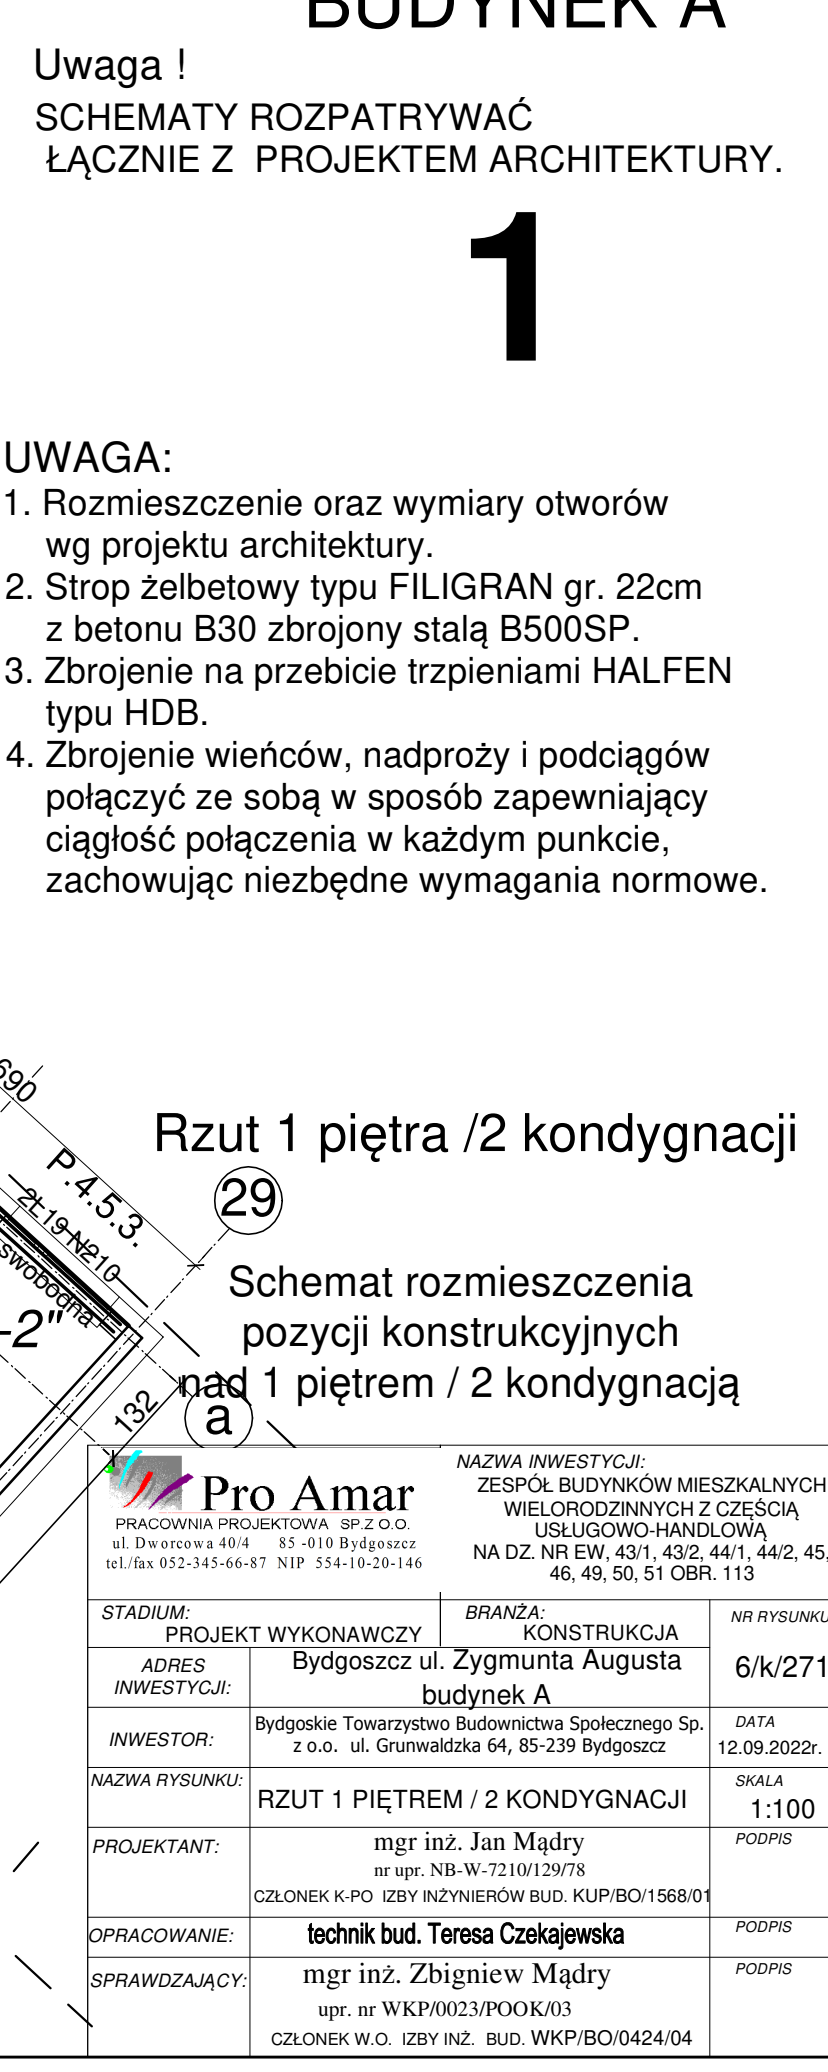 BUDYNEK A
Uwaga !
SCHEMATY ROZPATRYWAĆ
ŁĄCZNIE Z PROJEKTEM ARCHITEKTURY.
1
UWAGA:
1. Rozmieszczenie oraz wymiary otworów
wg projektu architektury.
2. Strop żelbetowy typu FILIGRAN gr. 22cm
z betonu B30 zbrojony stalą B500SP.
3. Zbrojenie na przebicie trzpieniami HALFEN
typu HDB.
4. Zbrojenie wieńców, nadproży i podciągów
połączyć ze sobą w sposób zapewniający
ciągłość połączenia w każdym punkcie,
zachowując niezbędne wymagania normowe.
690
Rzut 1 piętra /2 kondygnacji
P.4.5.3.
29
2Ł19 N210
swobodna
-2"
Schemat rozmieszczenia
pozycji konstrukcyjnych
nad 1 piętrem / 2 kondygnacją
132
a
Pro Amar
PRACOWNIA PROJEKTOWA SP.Z O.O.
ul. Dworcowa 40/4 85 -010 Bydgoszcz
tel./fax 052-345-66-87 NIP 554-10-20-146
NAZWA INWESTYCJI:
ZESPÓŁ BUDYNKÓW MIESZKALNYCH
WIELORODZINNYCH Z CZĘŚCIĄ
USŁUGOWO-HANDLOWĄ
NA DZ. NR EW, 43/1, 43/2, 44/1, 44/2, 45,
46, 49, 50, 51 OBR. 113
STADIUM:
PROJEKT WYKONAWCZY
BRANŻA:
KONSTRUKCJA
NR RYSUNKU
6/k/271
ADRES
INWESTYCJI:
Bydgoszcz ul. Zygmunta Augusta
budynek A
INWESTOR:
Bydgoskie Towarzystwo Budownictwa Społecznego Sp.
z o.o. ul. Grunwaldzka 64, 85-239 Bydgoszcz
DATA
12.09.2022r.
NAZWA RYSUNKU:
RZUT 1 PIĘTREM / 2 KONDYGNACJI
SKALA
1:100
PROJEKTANT:
mgr inż. Jan Mądry
nr upr. NB-W-7210/129/78
CZŁONEK K-PO IZBY INŻYNIERÓW BUD. KUP/BO/1568/01
PODPIS
OPRACOWANIE:
technik bud. Teresa Czekajewska
PODPIS
SPRAWDZAJĄCY:
mgr inż. Zbigniew Mądry
upr. nr WKP/0023/POOK/03
CZŁONEK W.O. IZBY INŻ. BUD. WKP/BO/0424/04
PODPIS